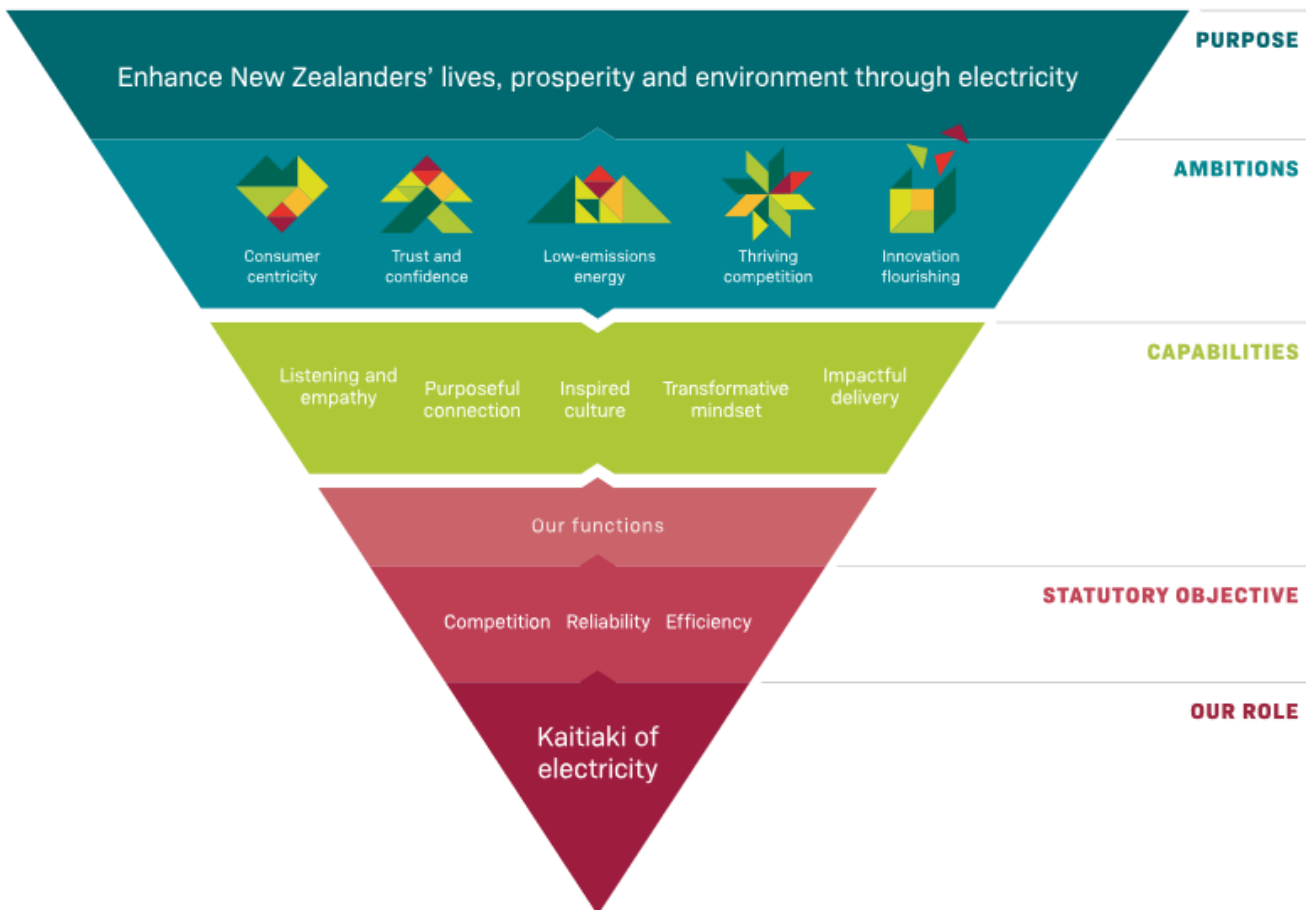 PURPOSE
Enhance New Zealanders’ lives, prosperity and environment through electricity
AMBITIONS
Consumer
centricity
Trust and
confidence
Low-emissions
energy
Thriving
competition
Innovation
flourishing
CAPABILITIES
Listening and
empathy
Purposeful
connection
Inspired
culture
Transformative
mindset
Impactful
delivery
Our functions
STATUTORY OBJECTIVE
Competition Reliability Efficiency
OUR ROLE
Kaitiaki of
electricity